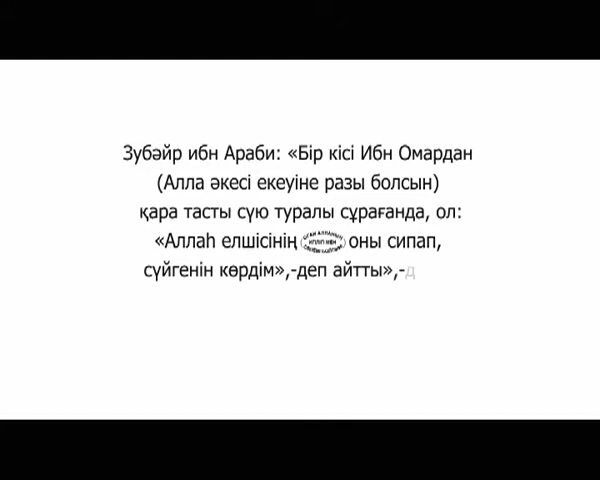 Зубәйр ибн Араби: «Бір кісі Ибн Омардан
(Алла әкесі екеуіне разы болсын)
қара тасты сүю туралы сұрағанда, ол:
«Аллаһ елшісінің оны сипап,
сүйгенін көрдім»,-деп айтты»,-д